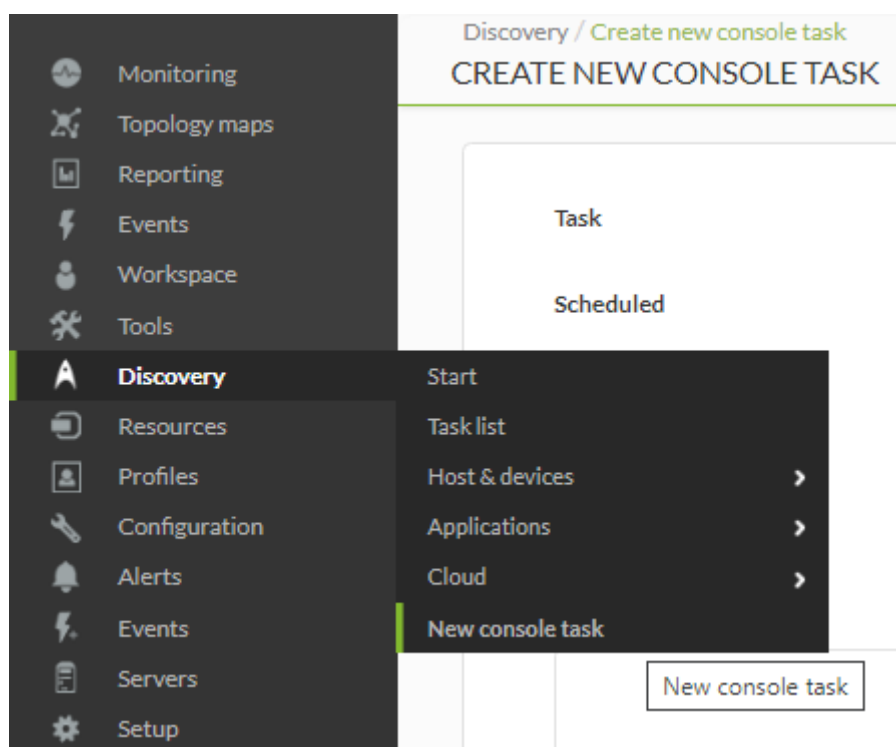 Discovery / Create new console task
CREATE NEW CONSOLE TASK
Monitoring
Topology maps
Reporting
Events
Workspace
Tools
Discovery
Resources
Profiles
Configuration
Alerts
Events
Servers
Setup
Task
Scheduled
Start
Task list
Host & devices
Applications
Cloud
New console task
New console task